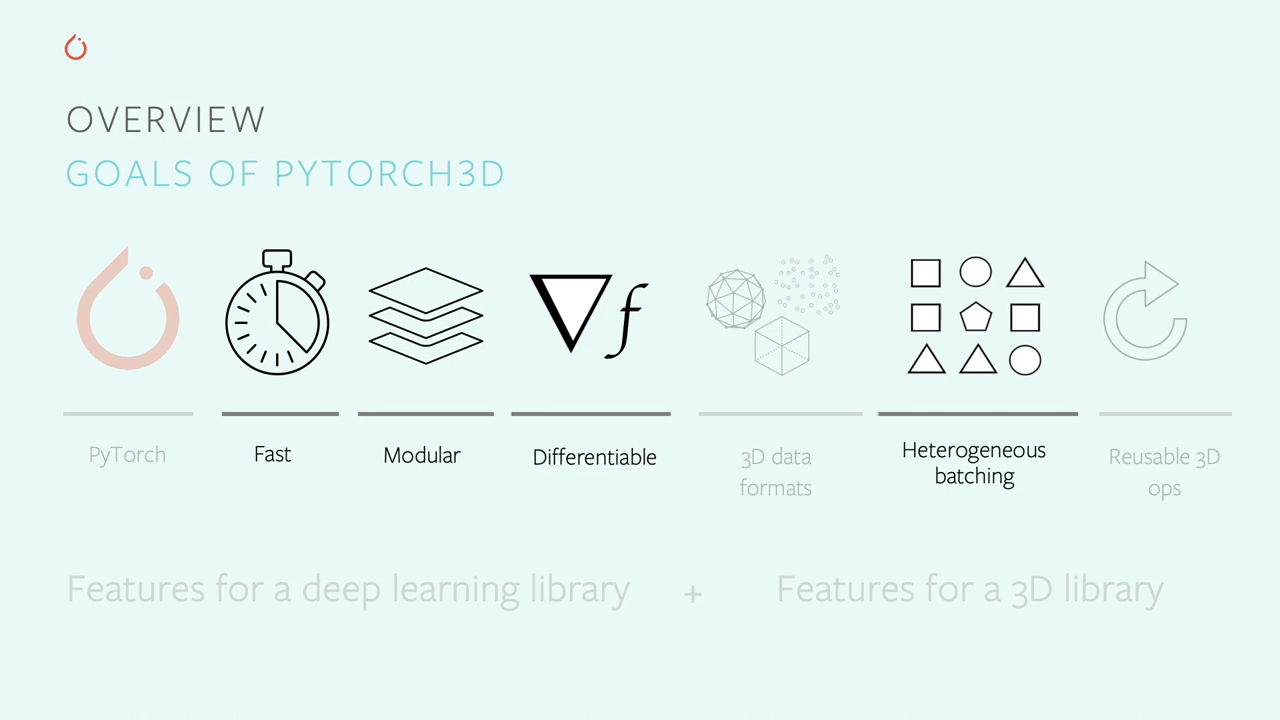 OVERVIEW
GOALS OF PYTORCH3D
∇f
PyTorch
Fast
Modular
Differentiable
3D data
formats
Heterogeneous
batching
Reusable 3D
ops
Features for a deep learning library + Features for a 3D library